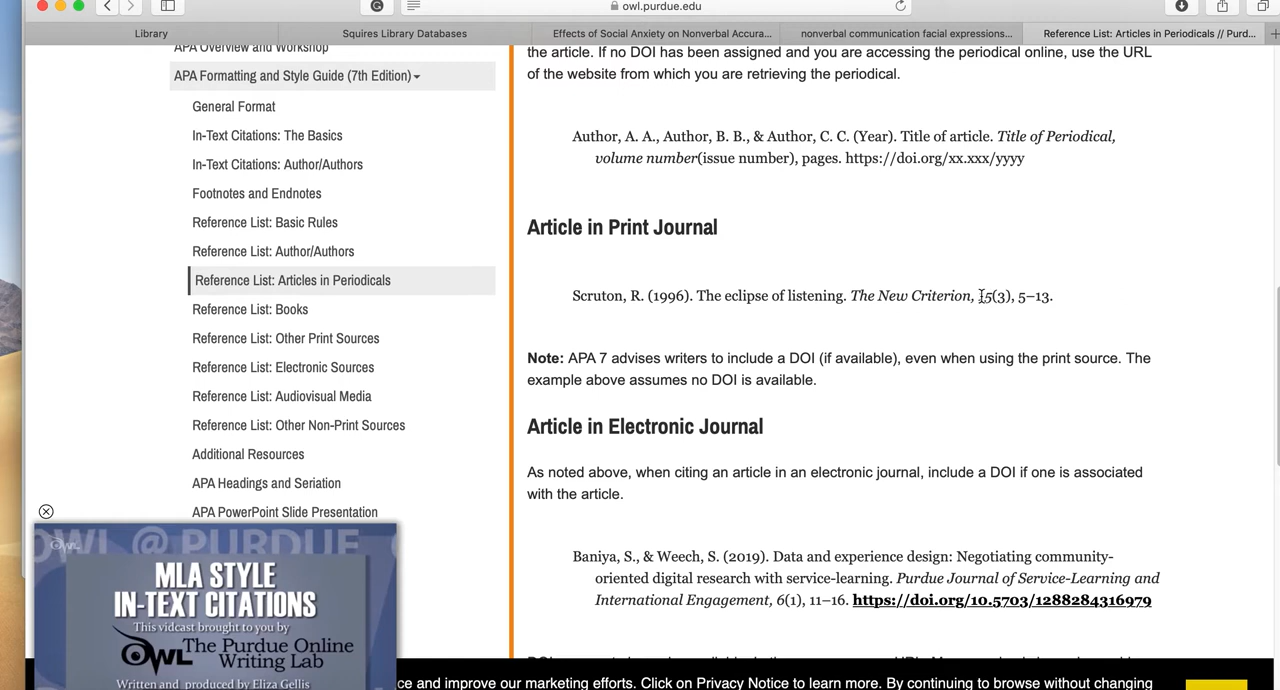 owl.purdue.edu
Library
Squires Library Databases
Effects of Social Anxiety on Nonverbal Accura...
nonverbal communication facial expressions...
Reference List: Articles in Periodicals // Purd...
APA Overview and Workshop
APA Formatting and Style Guide (7th Edition)
General Format
In-Text Citations: The Basics
In-Text Citations: Author/Authors
Footnotes and Endnotes
Reference List: Basic Rules
Reference List: Author/Authors
Reference List: Articles in Periodicals
Reference List: Books
Reference List: Other Print Sources
Reference List: Electronic Sources
Reference List: Audiovisual Media
Reference List: Other Non-Print Sources
Additional Resources
APA Headings and Seriation
APA PowerPoint Slide Presentation
the article. If no DOI has been assigned and you are accessing the periodical online, use the URL
of the website from which you are retrieving the periodical.
Author, A. A., Author, B. B., & Author, C. C. (Year). Title of article. Title of Periodical,
volume number(issue number), pages. https://doi.org/xx.xxx/yyyy
Article in Print Journal
Scruton, R. (1996). The eclipse of listening. The New Criterion, 15(3), 5–13.
Note: APA 7 advises writers to include a DOI (if available), even when using the print source. The
example above assumes no DOI is available.
Article in Electronic Journal
As noted above, when citing an article in an electronic journal, include a DOI if one is associated
with the article.
Baniya, S., & Weech, S. (2019). Data and experience design: Negotiating community-
oriented digital research with service-learning. Purdue Journal of Service-Learning and
International Engagement, 6(1), 11–16. https://doi.org/10.5703/1288284316979
OWL @ PURDUE
MLA STYLE
IN-TEXT CITATIONS
This vidcast brought to you by
OWL The Purdue Online
Writing Lab
Written and produced by Eliza Gellis
ce and improve our marketing efforts. Click on Privacy Notice to learn more. By continuing to browse without changing